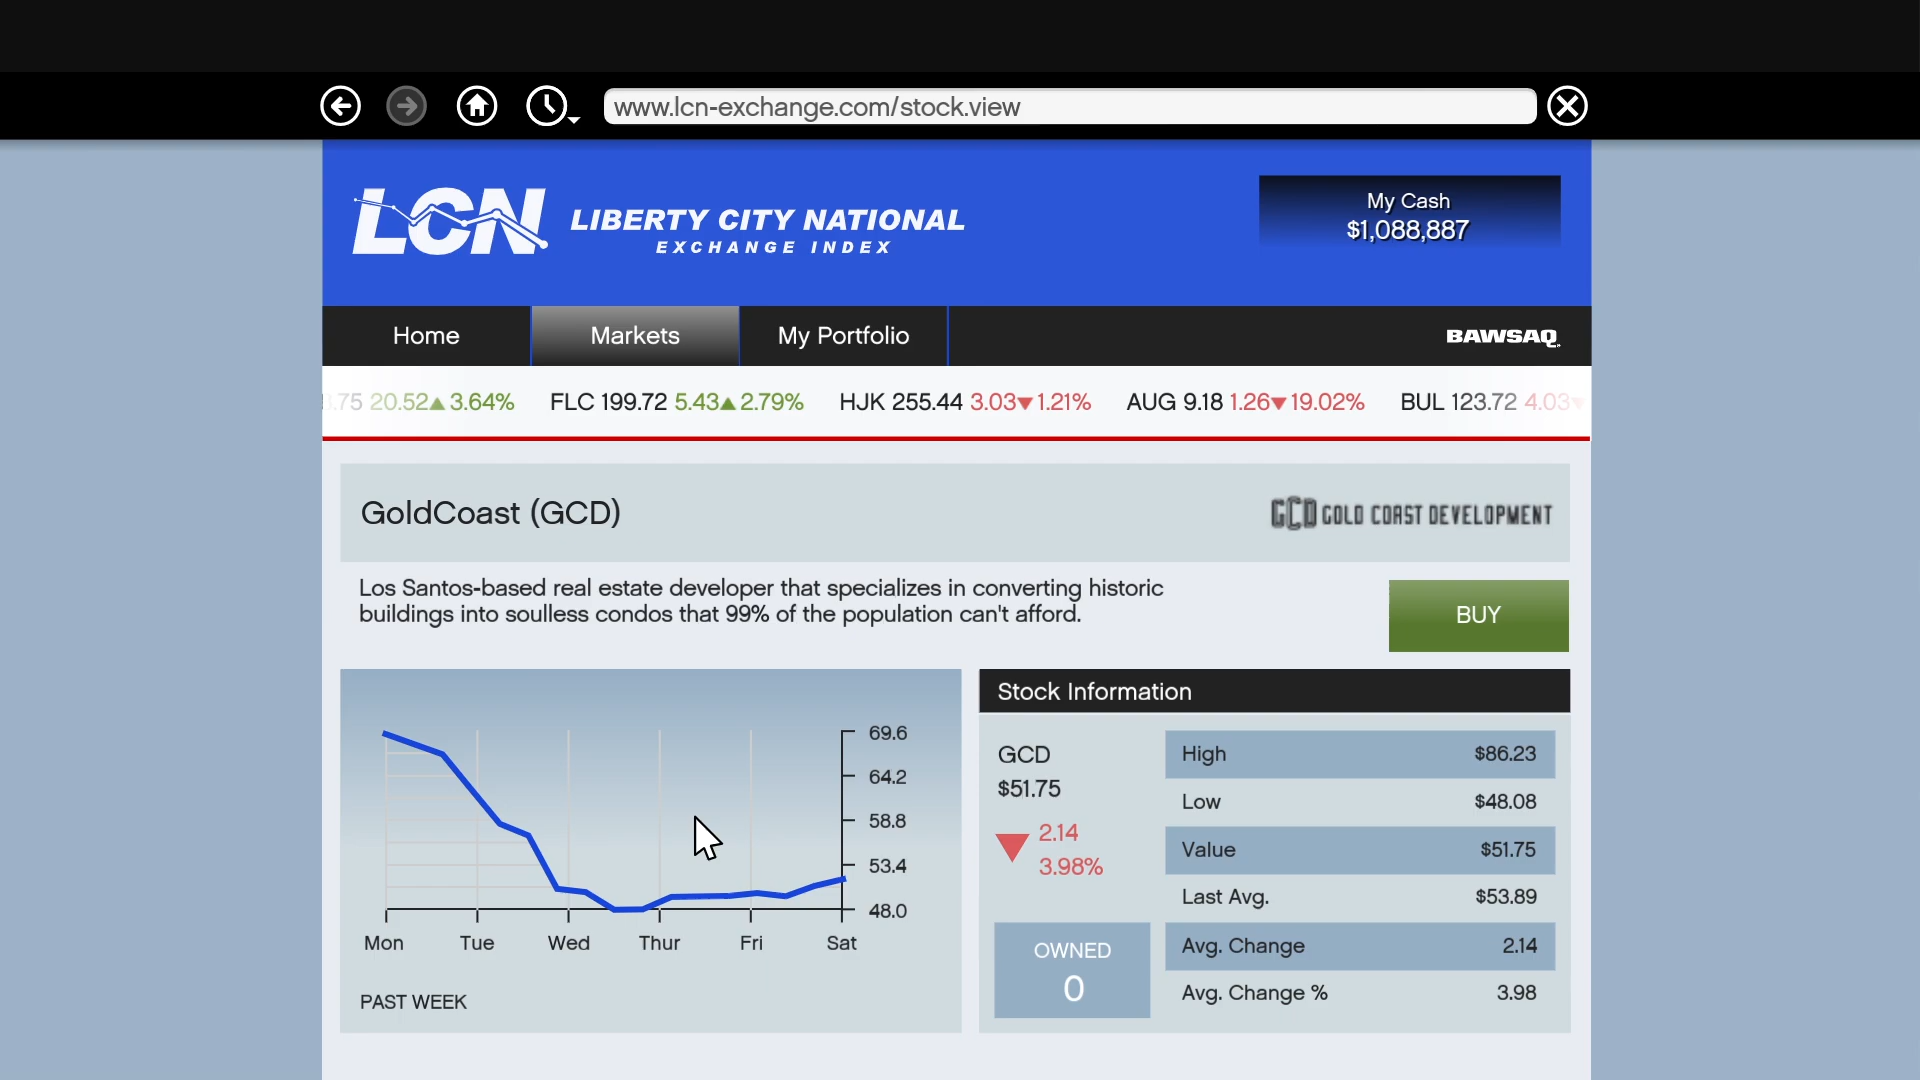 www.lcn-exchange.com/stock.view
LCN LIBERTY CITY NATIONAL
EXCHANGE INDEX
My Cash
$1,088,887
Home Markets My Portfolio BAWSAQ
.75 20.52▲3.64% FLC 199.72 5.43▲2.79% HJK 255.44 3.03▼1.21% AUG 9.18 1.26▼19.02% BUL 123.72 4.03▼
GoldCoast (GCD)
GCD GOLD COAST DEVELOPMENT
Los Santos-based real estate developer that specializes in converting historic
buildings into soulless condos that 99% of the population can't afford.
BUY
69.6
64.2
58.8
53.4
48.0
Mon Tue Wed Thur Fri Sat
PAST WEEK
Stock Information
GCD
$51.75
▼ 2.14
3.98%
OWNED
0
High $86.23
Low $48.08
Value $51.75
Last Avg. $53.89
Avg. Change 2.14
Avg. Change % 3.98